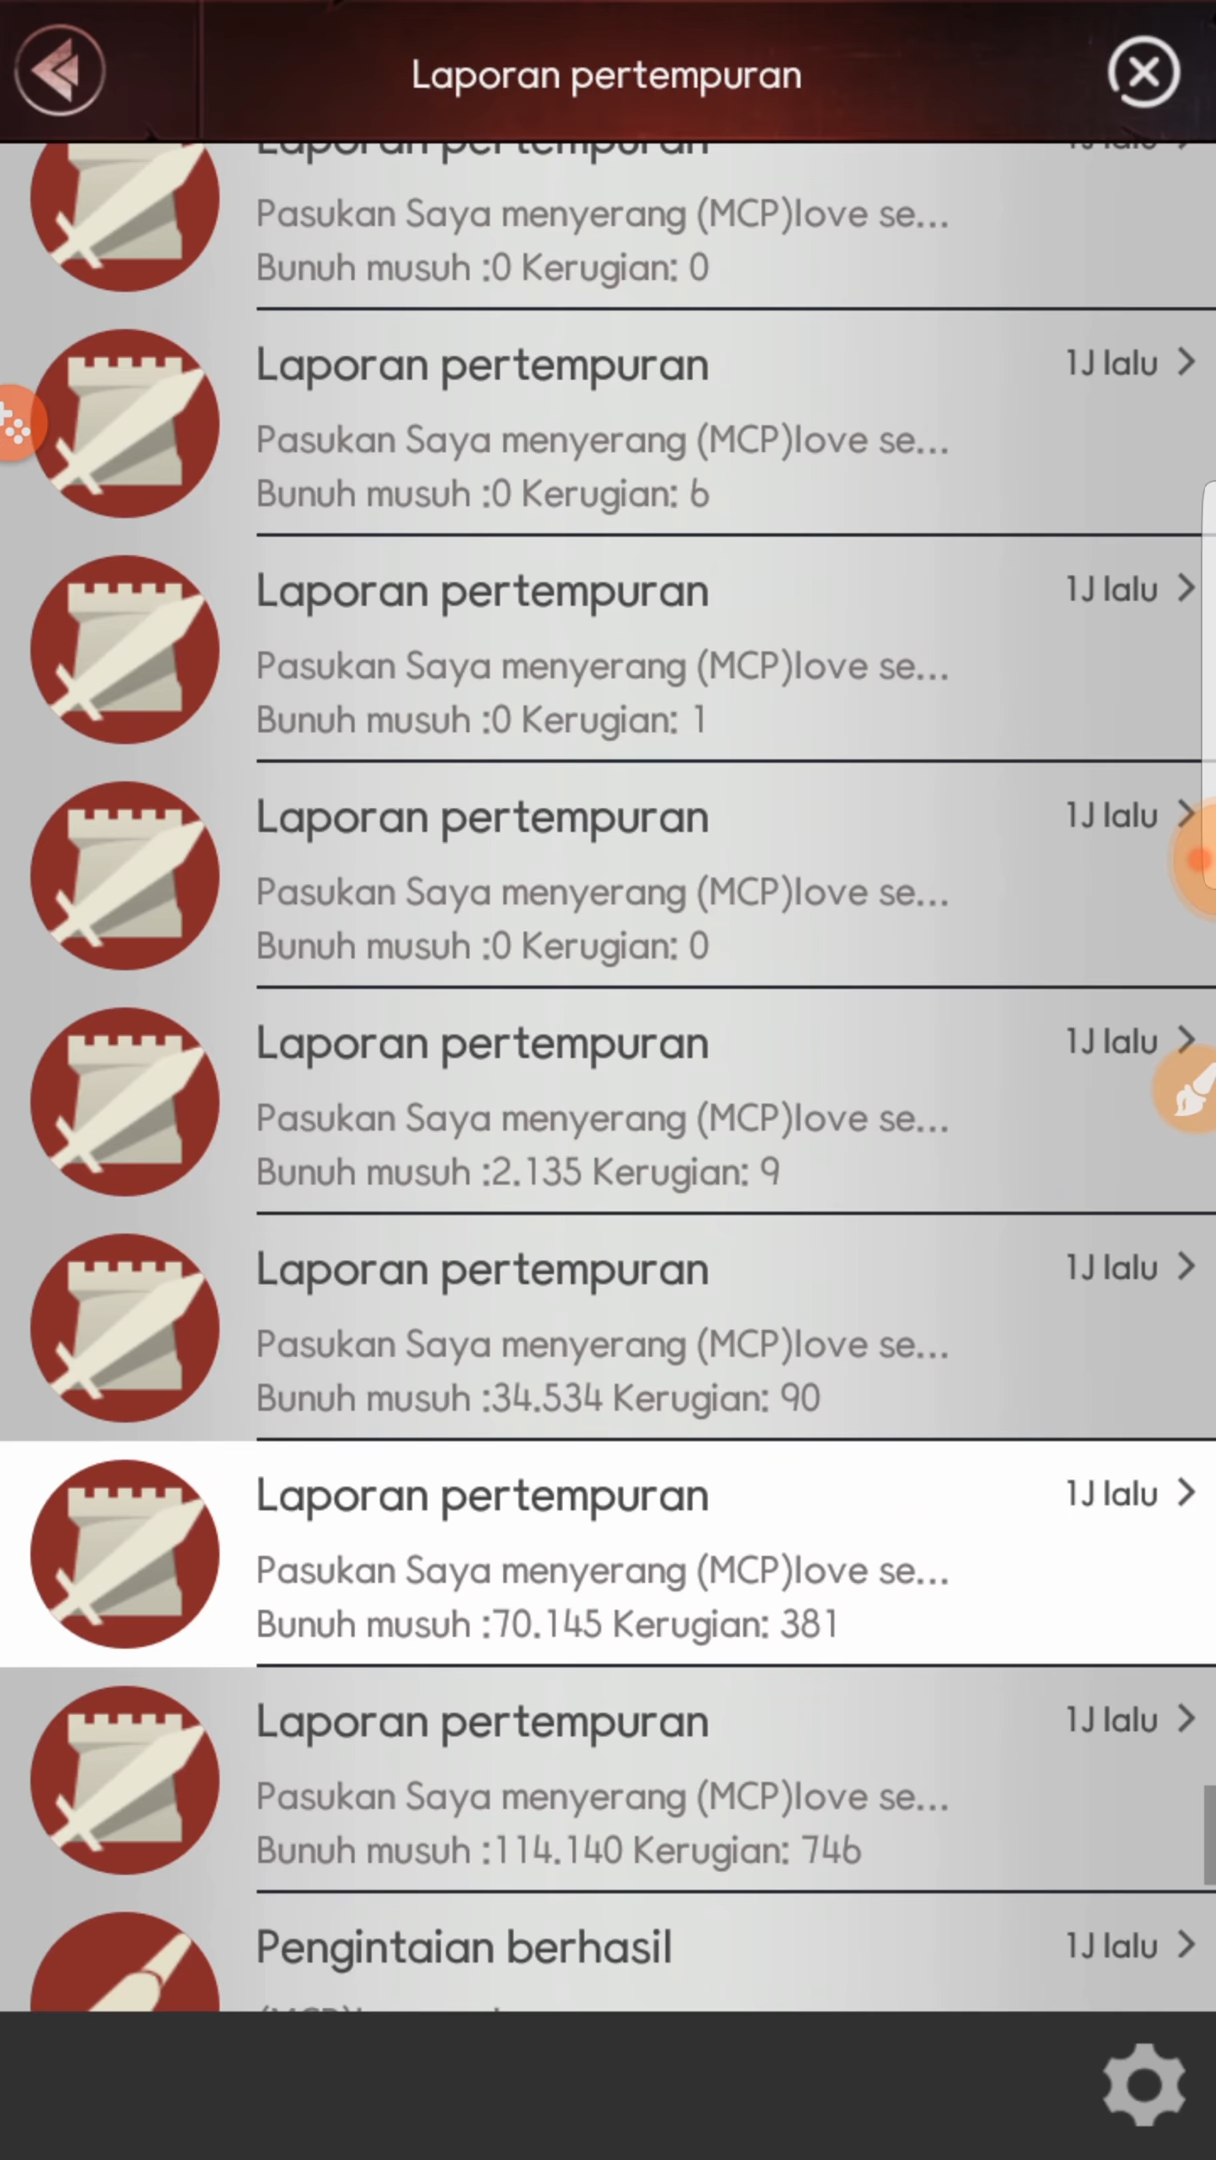 Laporan pertempuran
Laporan pertempuran 1J lalu
Pasukan Saya menyerang (MCP)love se...
Bunuh musuh :0 Kerugian: 0
Laporan pertempuran 1J lalu
Pasukan Saya menyerang (MCP)love se...
Bunuh musuh :0 Kerugian: 6
Laporan pertempuran 1J lalu
Pasukan Saya menyerang (MCP)love se...
Bunuh musuh :0 Kerugian: 1
Laporan pertempuran 1J lalu
Pasukan Saya menyerang (MCP)love se...
Bunuh musuh :0 Kerugian: 0
Laporan pertempuran 1J lalu
Pasukan Saya menyerang (MCP)love se...
Bunuh musuh :2.135 Kerugian: 9
Laporan pertempuran 1J lalu
Pasukan Saya menyerang (MCP)love se...
Bunuh musuh :34.534 Kerugian: 90
Laporan pertempuran 1J lalu
Pasukan Saya menyerang (MCP)love se...
Bunuh musuh :70.145 Kerugian: 381
Laporan pertempuran 1J lalu
Pasukan Saya menyerang (MCP)love se...
Bunuh musuh :114.140 Kerugian: 746
Pengintaian berhasil 1J lalu